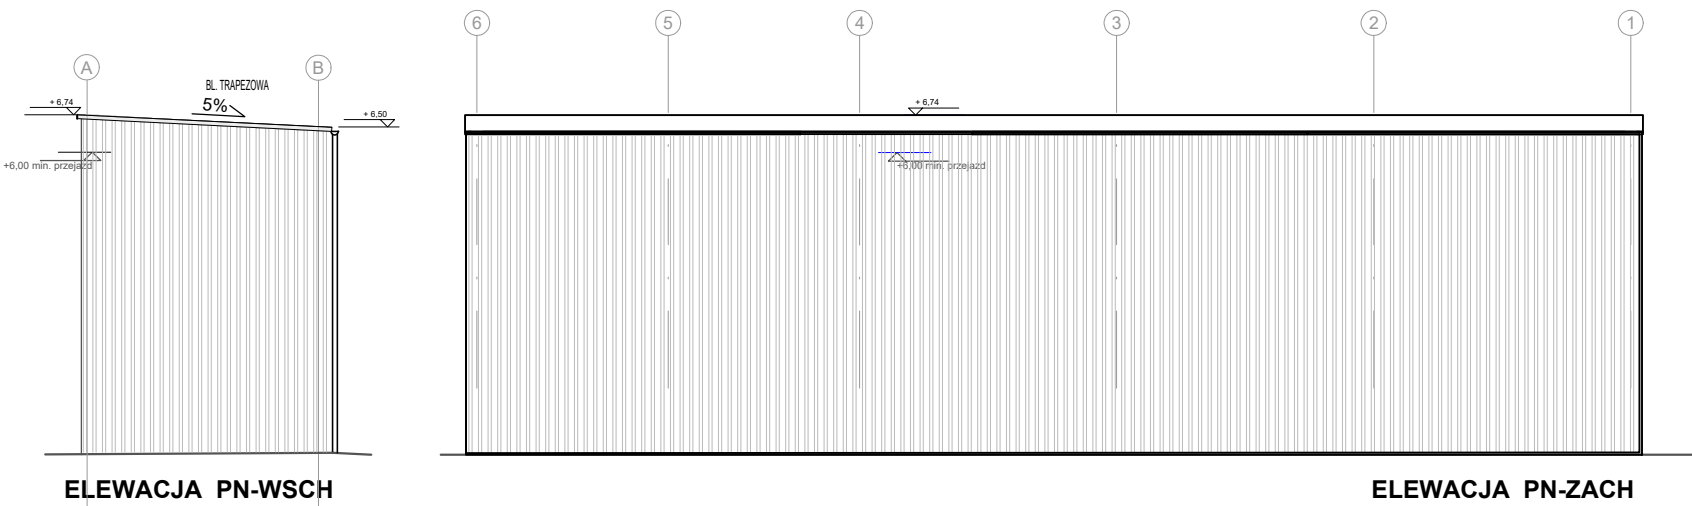 6 5 4 3 2 1
A B
BL. TRAPEZOWA
5%
+ 6,74
+ 6,50
+ 6,74
+6,00 min. przejazd
+6,00 min. przejazd
ELEWACJA PN-WSCH
ELEWACJA PN-ZACH